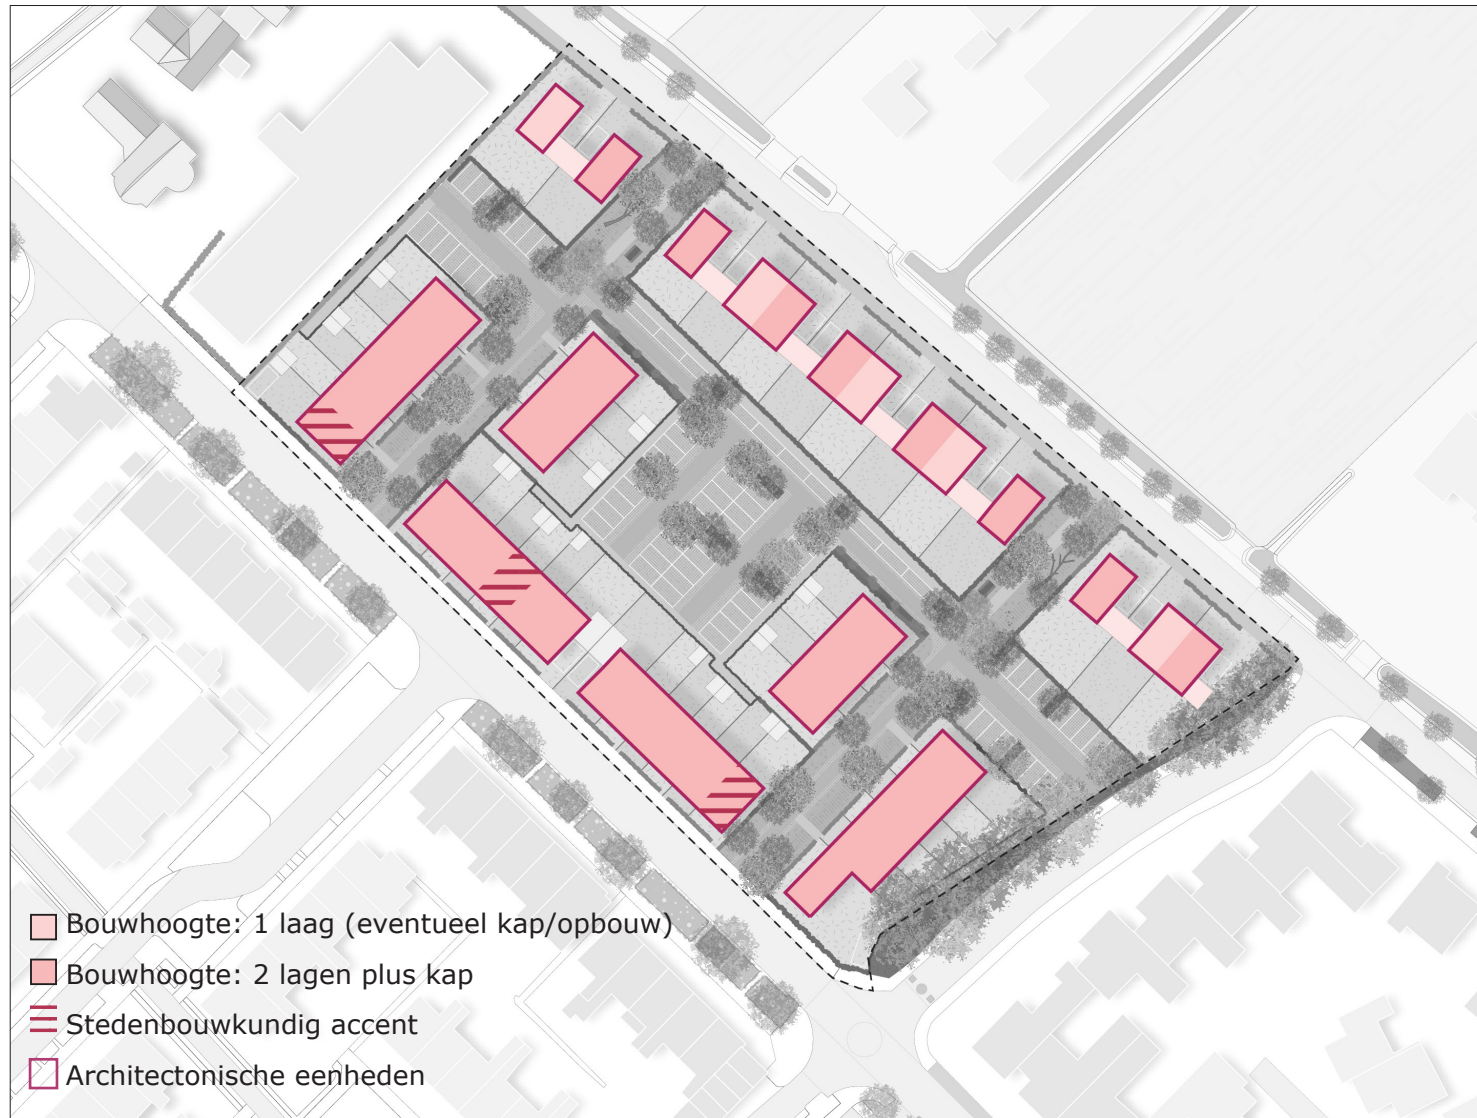 Bouwhoogte: 1 laag (eventueel kap/opbouw)
Bouwhoogte: 2 lagen plus kap
Stedenbouwkundig accent
Architectonische eenheden